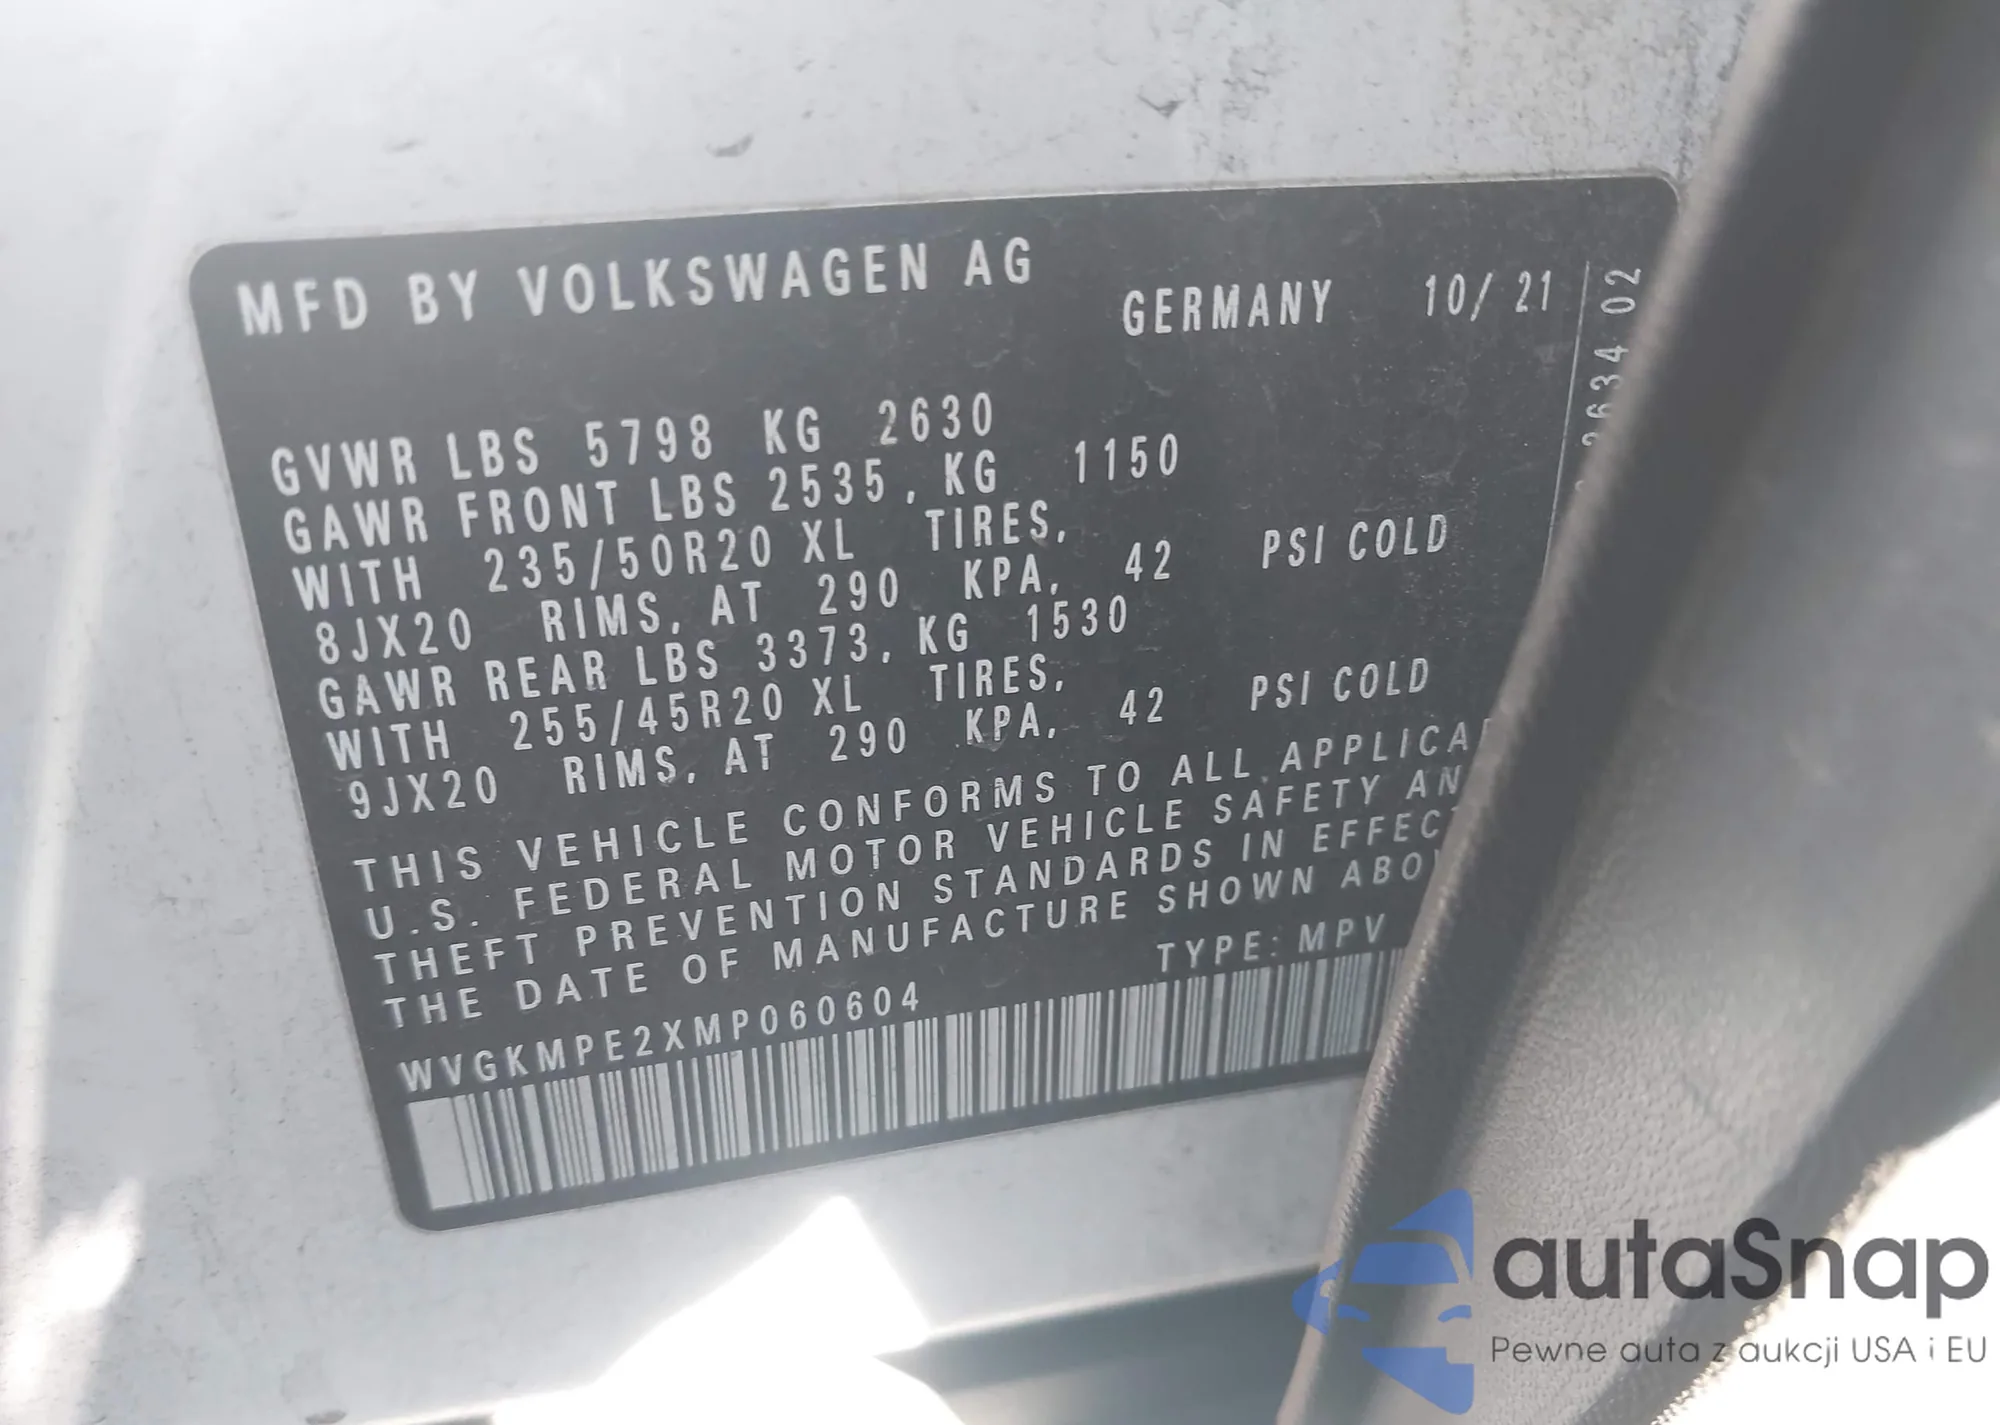 MFD BY VOLKSWAGEN AG
GERMANY 10/ 21
GVWR LBS 5798 KG 2630
GAWR FRONT LBS 2535, KG 1150
WITH 235/50R20 XL TIRES,
8JX20 RIMS, AT 290 KPA, 42 PSI COLD
GAWR REAR LBS 3373, KG 1530
WITH 255/45R20 XL TIRES,
9JX20 RIMS, AT 290 KPA, 42 PSI COLD
THIS VEHICLE CONFORMS TO ALL APPLICA
U.S. FEDERAL MOTOR VEHICLE SAFETY AN
THEFT PREVENTION STANDARDS IN EFFEC
THE DATE OF MANUFACTURE SHOWN ABO
TYPE: MPV
WVGKMPE2XMP060604
634 02
autaSnap
Pewne auta z aukcji USA i EU